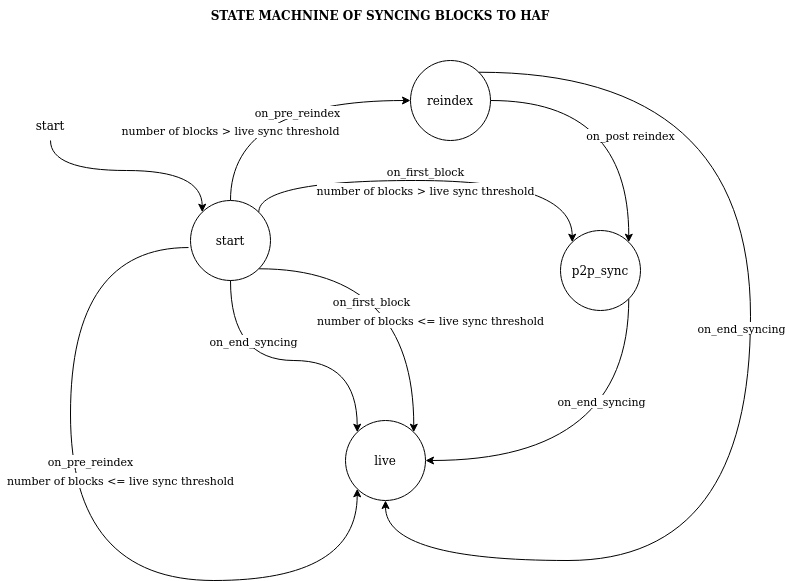 STATE MACHNINE OF SYNCING BLOCKS TO HAF
reindex
on_pre_reindex
start
number of blocks > live sync threshold
on_post reindex
on_first_block
number of blocks > live sync threshold
start
p2p_sync
on_first_block
number of blocks <= live sync threshold
on_end_syncing
on_end_syncing
on_end_syncing
live
on_pre_reindex
number of blocks <= live sync threshold